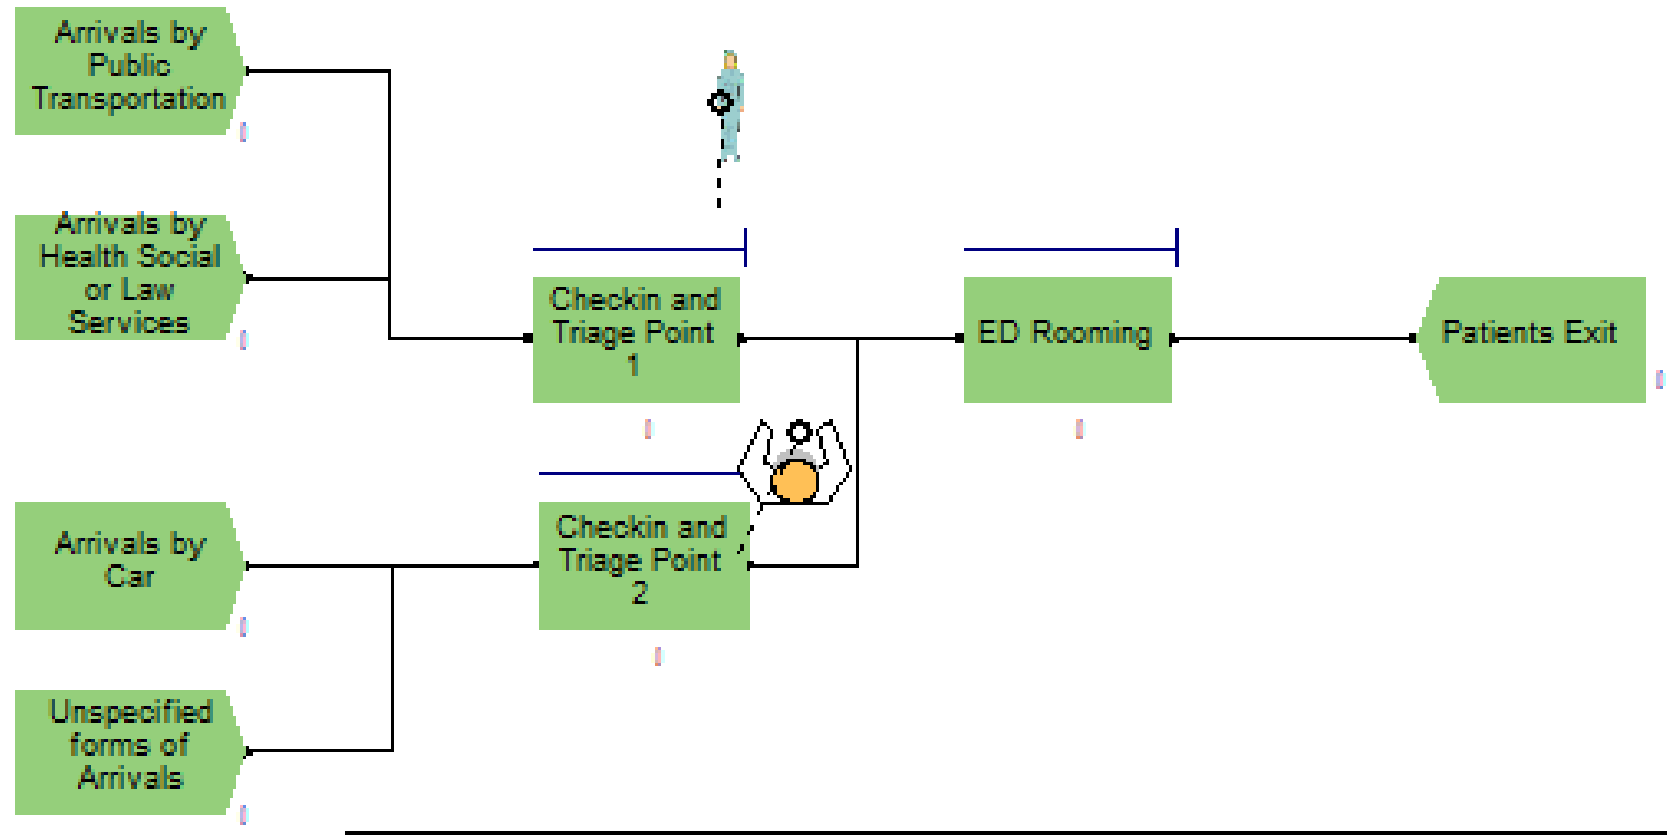 Arrivals by
Public
Transportation
Arrivals by
Health Social
or Law
Services
Checkin and
Triage Point
1
ED Rooming
Patients Exit
Arrivals by
Car
Checkin and
Triage Point
2
Unspecified
forms of
Arrivals